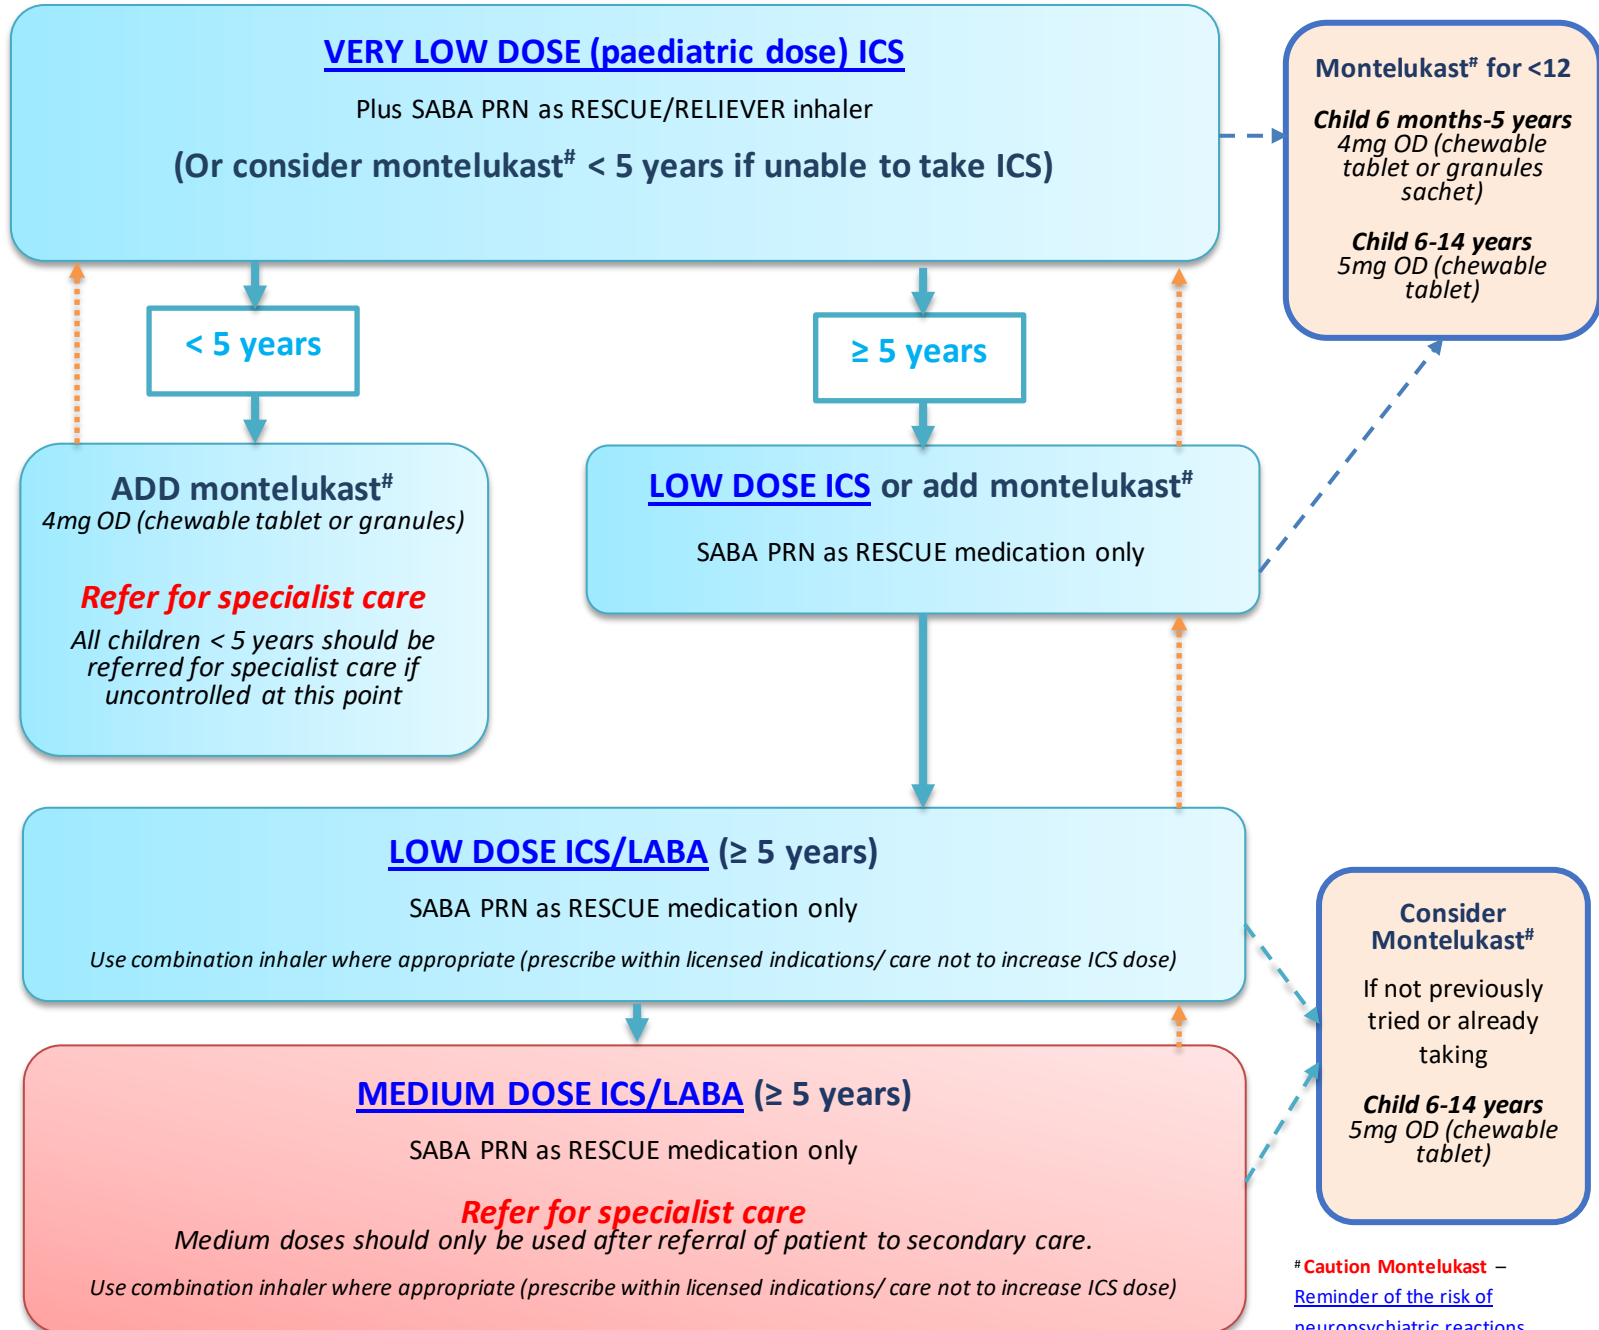 VERY LOW DOSE (paediatric dose) ICS
Plus SABA PRN as RESCUE/RELIEVER inhaler
(Or consider montelukast# < 5 years if unable to take ICS)
Montelukast# for <12
Child 6 months-5 years
4mg OD (chewable
tablet or granules
sachet)
Child 6-14 years
5mg OD (chewable
tablet)
< 5 years
≥ 5 years
ADD montelukast#
4mg OD (chewable tablet or granules)
Refer for specialist care
All children < 5 years should be
referred for specialist care if
uncontrolled at this point
LOW DOSE ICS or add montelukast#
SABA PRN as RESCUE medication only
LOW DOSE ICS/LABA (≥ 5 years)
SABA PRN as RESCUE medication only
Use combination inhaler where appropriate (prescribe within licensed indications/ care not to increase ICS dose)
MEDIUM DOSE ICS/LABA (≥ 5 years)
SABA PRN as RESCUE medication only
Refer for specialist care
Medium doses should only be used after referral of patient to secondary care.
Use combination inhaler where appropriate (prescribe within licensed indications/ care not to increase ICS dose)
Consider
Montelukast#
If not previously
tried or already
taking
Child 6-14 years
5mg OD (chewable
tablet)
# Caution Montelukast –
Reminder of the risk of
neuropsychiatric reactions